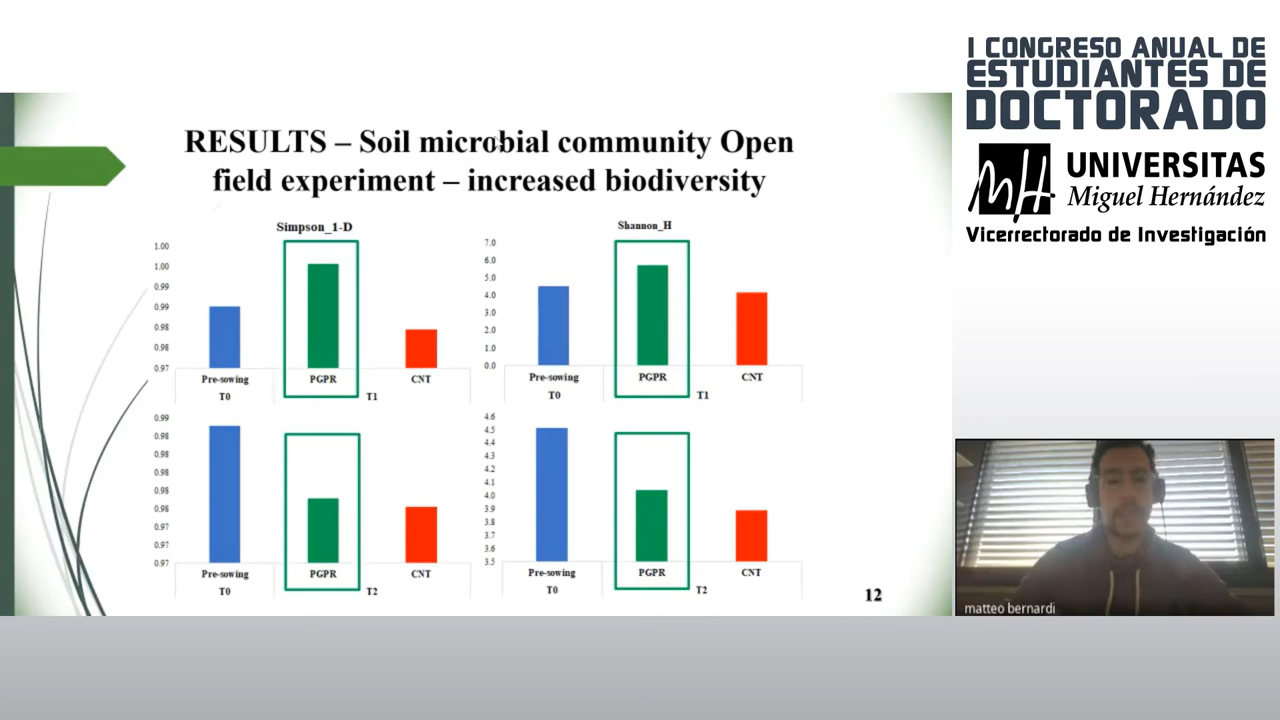 I CONGRESO ANUAL DE
ESTUDIANTES DE
DOCTORADO
UNIVERSITAS
Miguel Hernández
Vicerrectorado de Investigación
RESULTS – Soil microbial community Open
field experiment – increased biodiversity
Simpson_1-D
1.00
1.00
0.99
0.99
0.98
0.98
0.97
Pre-sowing
PGPR
CNT
T0
T1
Shannon_H
7.0
6.0
5.0
4.0
3.0
2.0
1.0
0.0
Pre-sowing
PGPR
CNT
T0
T1
0.99
0.98
0.98
0.98
0.98
0.98
0.97
0.97
0.97
Pre-sowing
PGPR
CNT
T0
T2
4.6
4.5
4.4
4.3
4.2
4.1
4.0
3.9
3.8
3.7
3.6
3.5
Pre-sowing
PGPR
CNT
T0
T2
12
matteo bernardi